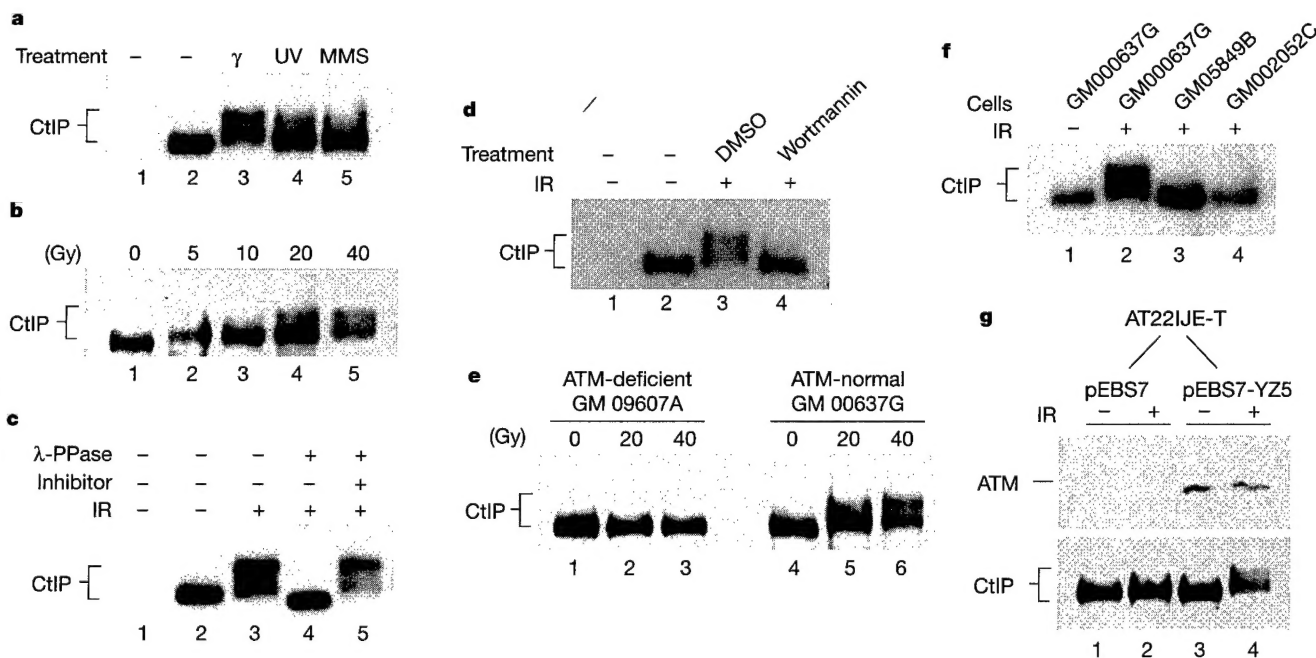 a
Treatment – – γ UV MMS
CtIP
1 2 3 4 5
b
(Gy) 0 5 10 20 40
CtIP
1 2 3 4 5
c
λ-PPase – – – + +
Inhibitor – – – – +
IR – – + + +
CtIP
1 2 3 4 5
d
Treatment – – DMSO Wortmannin
IR – – + +
CtIP
1 2 3 4
e
ATM-deficient ATM-normal
GM 09607A GM 00637G
(Gy) 0 20 40 0 20 40
CtIP
1 2 3 4 5 6
f
Cells GM000637G GM000637G GM05849B GM002052C
IR – + + +
CtIP
1 2 3 4
g
AT22IJE-T
pEBS7 pEBS7-YZ5
IR – + – +
ATM
CtIP
1 2 3 4